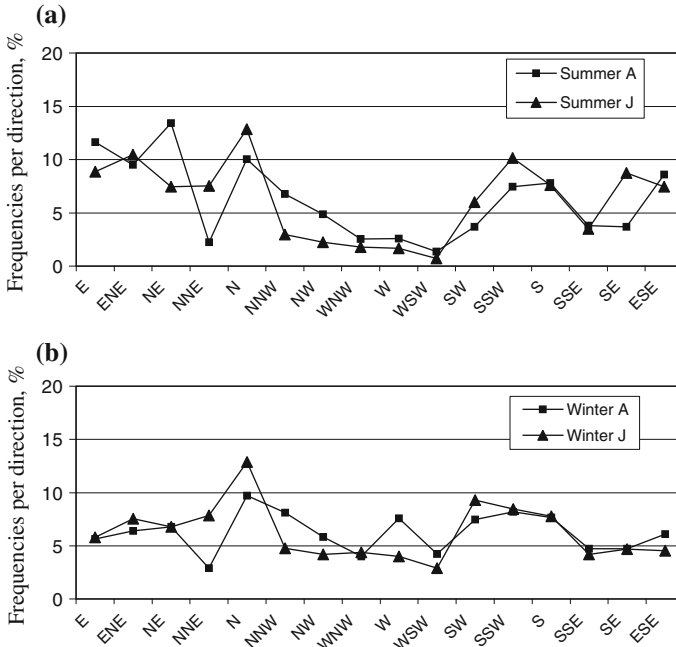 (a)
Frequencies per direction, %
20
15
10
5
0
Summer A
Summer J
E
ENE
NE
NNE
N
NNW
NW
WNW
W
WSW
SW
SSW
S
SSE
SE
ESE
(b)
Frequencies per direction, %
20
15
10
5
0
Winter A
Winter J
E
ENE
NE
NNE
N
NNW
NW
WNW
W
WSW
SW
SSW
S
SSE
SE
ESE